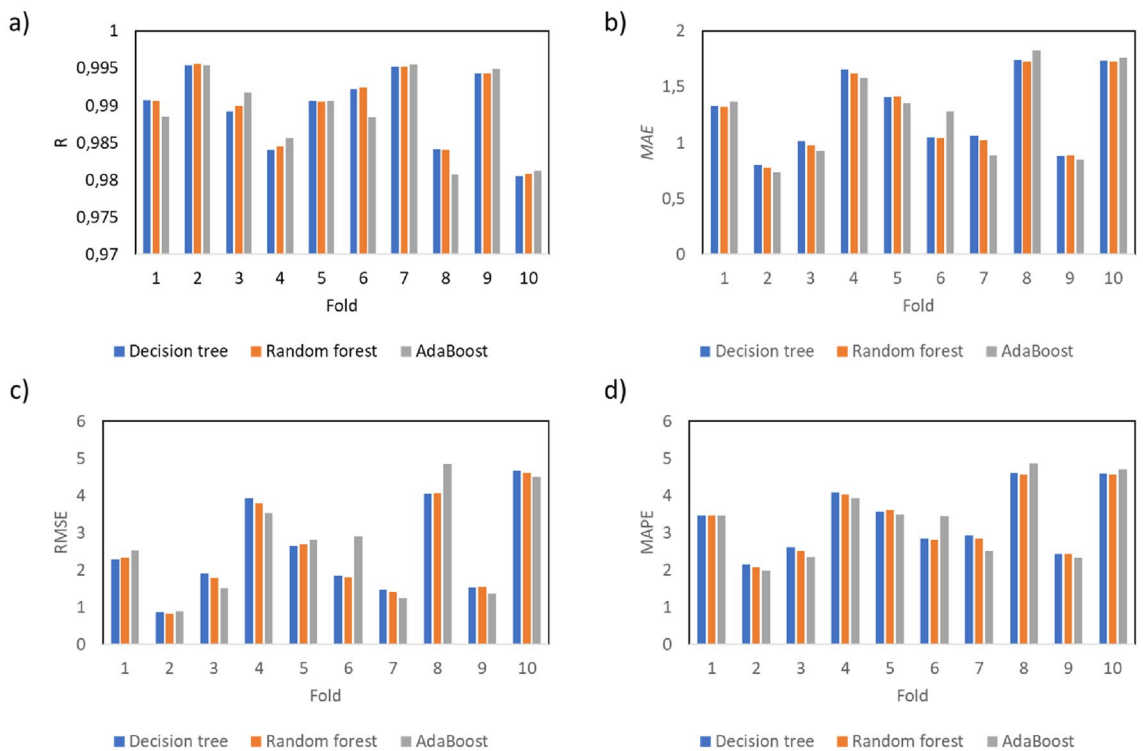 a)
1
0,995
0,99
0,985
0,98
0,975
0,97
R
1 2 3 4 5 6 7 8 9 10
Fold
Decision tree Random forest AdaBoost
b)
2
1,5
1
0,5
0
MAE
1 2 3 4 5 6 7 8 9 10
Fold
Decision tree Random forest AdaBoost
c)
6
5
4
3
2
1
0
RMSE
1 2 3 4 5 6 7 8 9 10
Fold
Decision tree Random forest AdaBoost
d)
6
5
4
3
2
1
0
MAPE
1 2 3 4 5 6 7 8 9 10
Fold
Decision tree Random forest AdaBoost